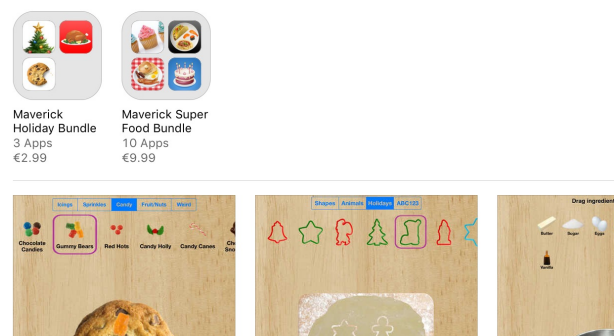 Maverick
Holiday Bundle
3 Apps
€2.99
Maverick Super
Food Bundle
10 Apps
€9.99
Icings Sprinkles Candy Fruit/Nuts Weird
Chocolate
Candies
Gummy Bears
Red Hots
Candy Holly
Candy Canes
Shapes Animals Holidays ABC123
Drag ingredient
Butter
Sugar
Eggs
Vanilla